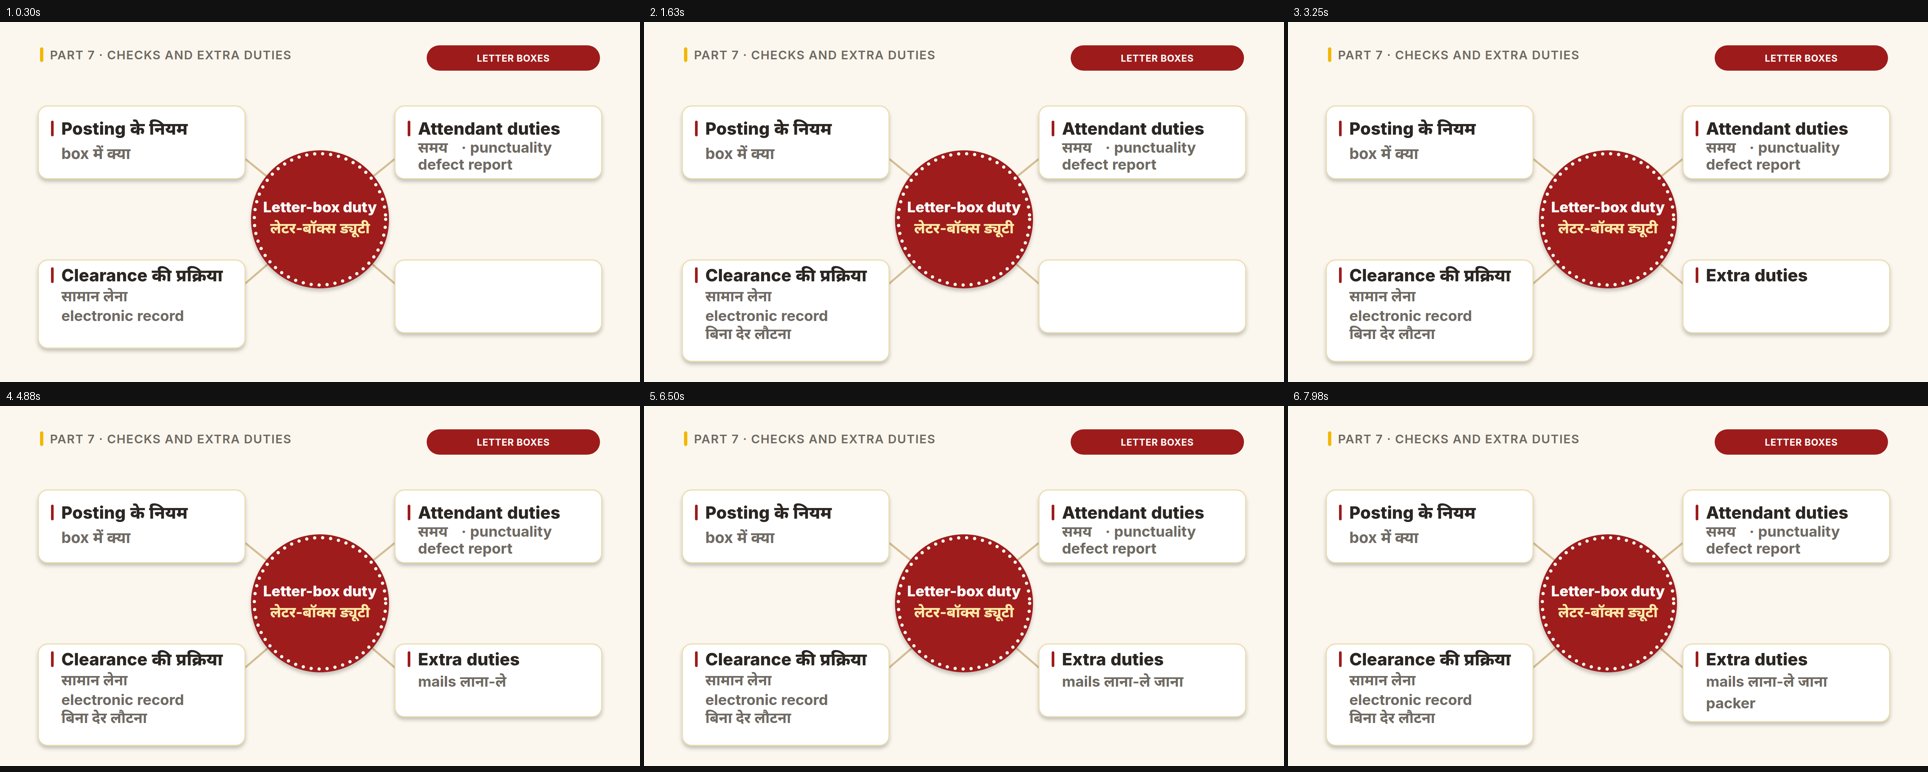 1. 0.30s
PART 7 · CHECKS AND EXTRA DUTIES
LETTER BOXES
Posting के नियम
box में क्या
Attendant duties
समय · punctuality
defect report
Letter-box duty
लेटर-बॉक्स ड्यूटी
Clearance की प्रक्रिया
सामान लेना
electronic record
2. 1.63s
PART 7 · CHECKS AND EXTRA DUTIES
LETTER BOXES
Posting के नियम
box में क्या
Attendant duties
समय · punctuality
defect report
Letter-box duty
लेटर-बॉक्स ड्यूटी
Clearance की प्रक्रिया
सामान लेना
electronic record
बिना देर लौटना
3. 3.25s
PART 7 · CHECKS AND EXTRA DUTIES
LETTER BOXES
Posting के नियम
box में क्या
Attendant duties
समय · punctuality
defect report
Letter-box duty
लेटर-बॉक्स ड्यूटी
Clearance की प्रक्रिया
सामान लेना
electronic record
बिना देर लौटना
Extra duties
4. 4.88s
PART 7 · CHECKS AND EXTRA DUTIES
LETTER BOXES
Posting के नियम
box में क्या
Attendant duties
समय · punctuality
defect report
Letter-box duty
लेटर-बॉक्स ड्यूटी
Clearance की प्रक्रिया
सामान लेना
electronic record
बिना देर लौटना
Extra duties
mails लाना-ले
5. 6.50s
PART 7 · CHECKS AND EXTRA DUTIES
LETTER BOXES
Posting के नियम
box में क्या
Attendant duties
समय · punctuality
defect report
Letter-box duty
लेटर-बॉक्स ड्यूटी
Clearance की प्रक्रिया
सामान लेना
electronic record
बिना देर लौटना
Extra duties
mails लाना-ले जाना
6. 7.98s
PART 7 · CHECKS AND EXTRA DUTIES
LETTER BOXES
Posting के नियम
box में क्या
Attendant duties
समय · punctuality
defect report
Letter-box duty
लेटर-बॉक्स ड्यूटी
Clearance की प्रक्रिया
सामान लेना
electronic record
बिना देर लौटना
Extra duties
mails लाना-ले जाना
packer